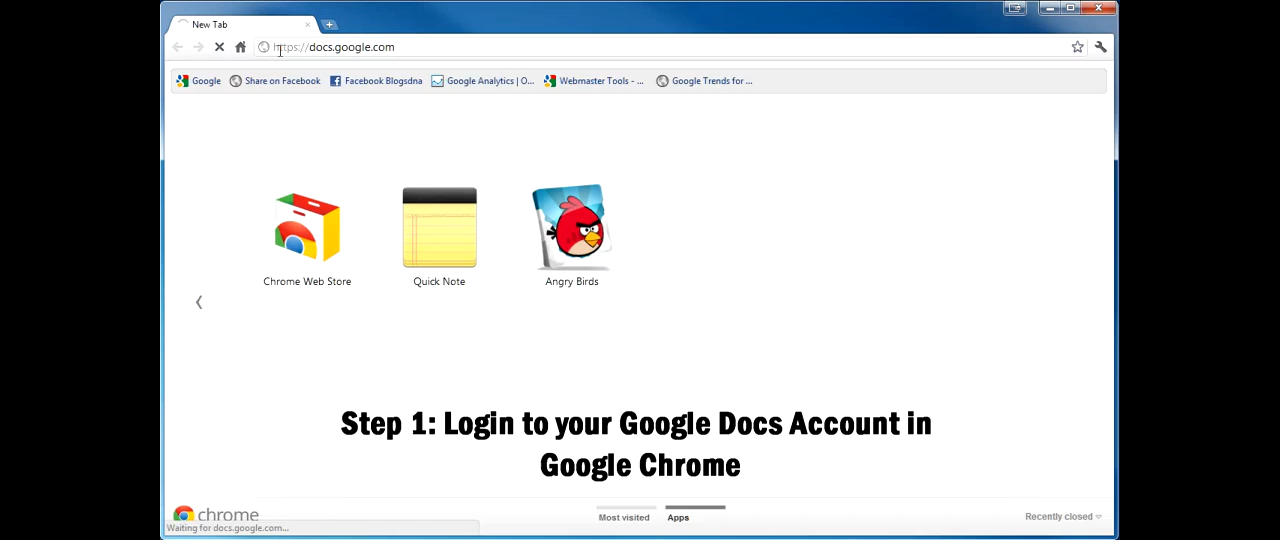 New Tab
https://docs.google.com
Google Share on Facebook Facebook Blogsdna Google Analytics | O... Webmaster Tools - ... Google Trends for ...
Chrome Web Store Quick Note Angry Birds
Step 1: Login to your Google Docs Account in
Google Chrome
chrome Most visited Apps Recently closed
Waiting for docs.google.com...